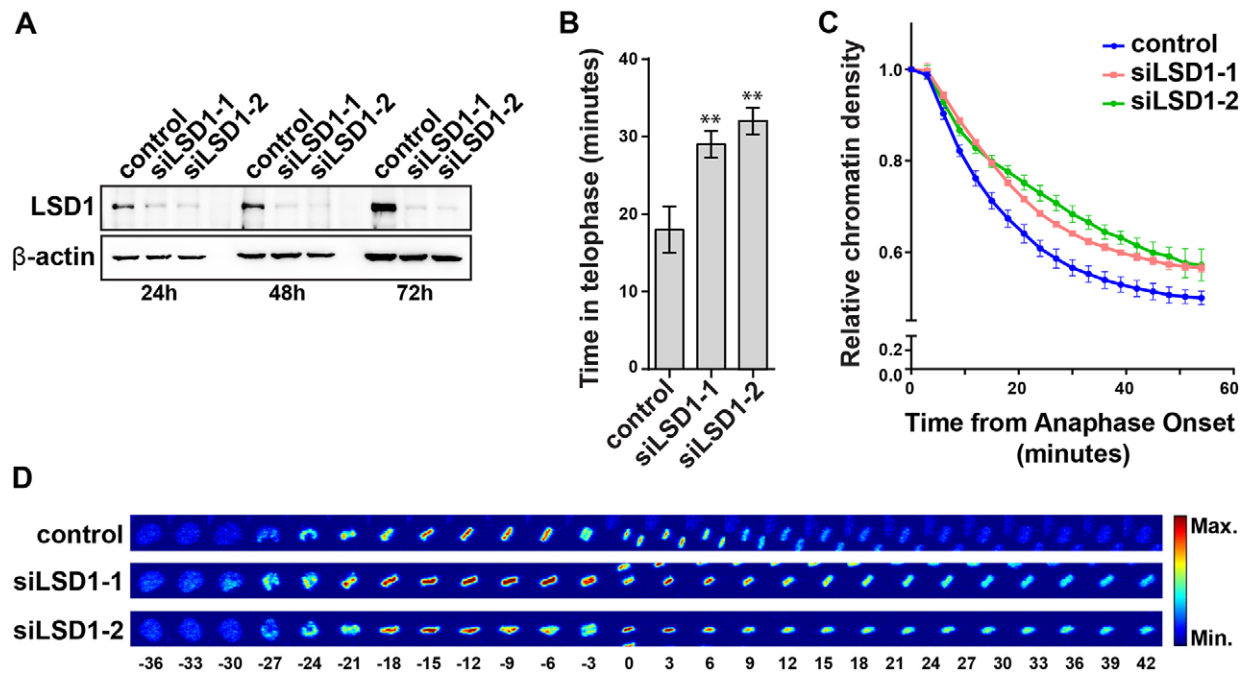 A
control
siLSD1-1
siLSD1-2
control
siLSD1-1
siLSD1-2
control
siLSD1-1
siLSD1-2
LSD1
β-actin
24h 48h 72h
B
Time in telophase (minutes)
40
30
20
10
0
**
**
control
siLSD1-1
siLSD1-2
C
control
siLSD1-1
siLSD1-2
Relative chromatin density
1.0
0.8
0.6
0.2
0.0
0 20 40 60
Time from Anaphase Onset
(minutes)
D
control
siLSD1-1
siLSD1-2
Max.
Min.
-36 -33 -30 -27 -24 -21 -18 -15 -12 -9 -6 -3 0 3 6 9 12 15 18 21 24 27 30 33 36 39 42